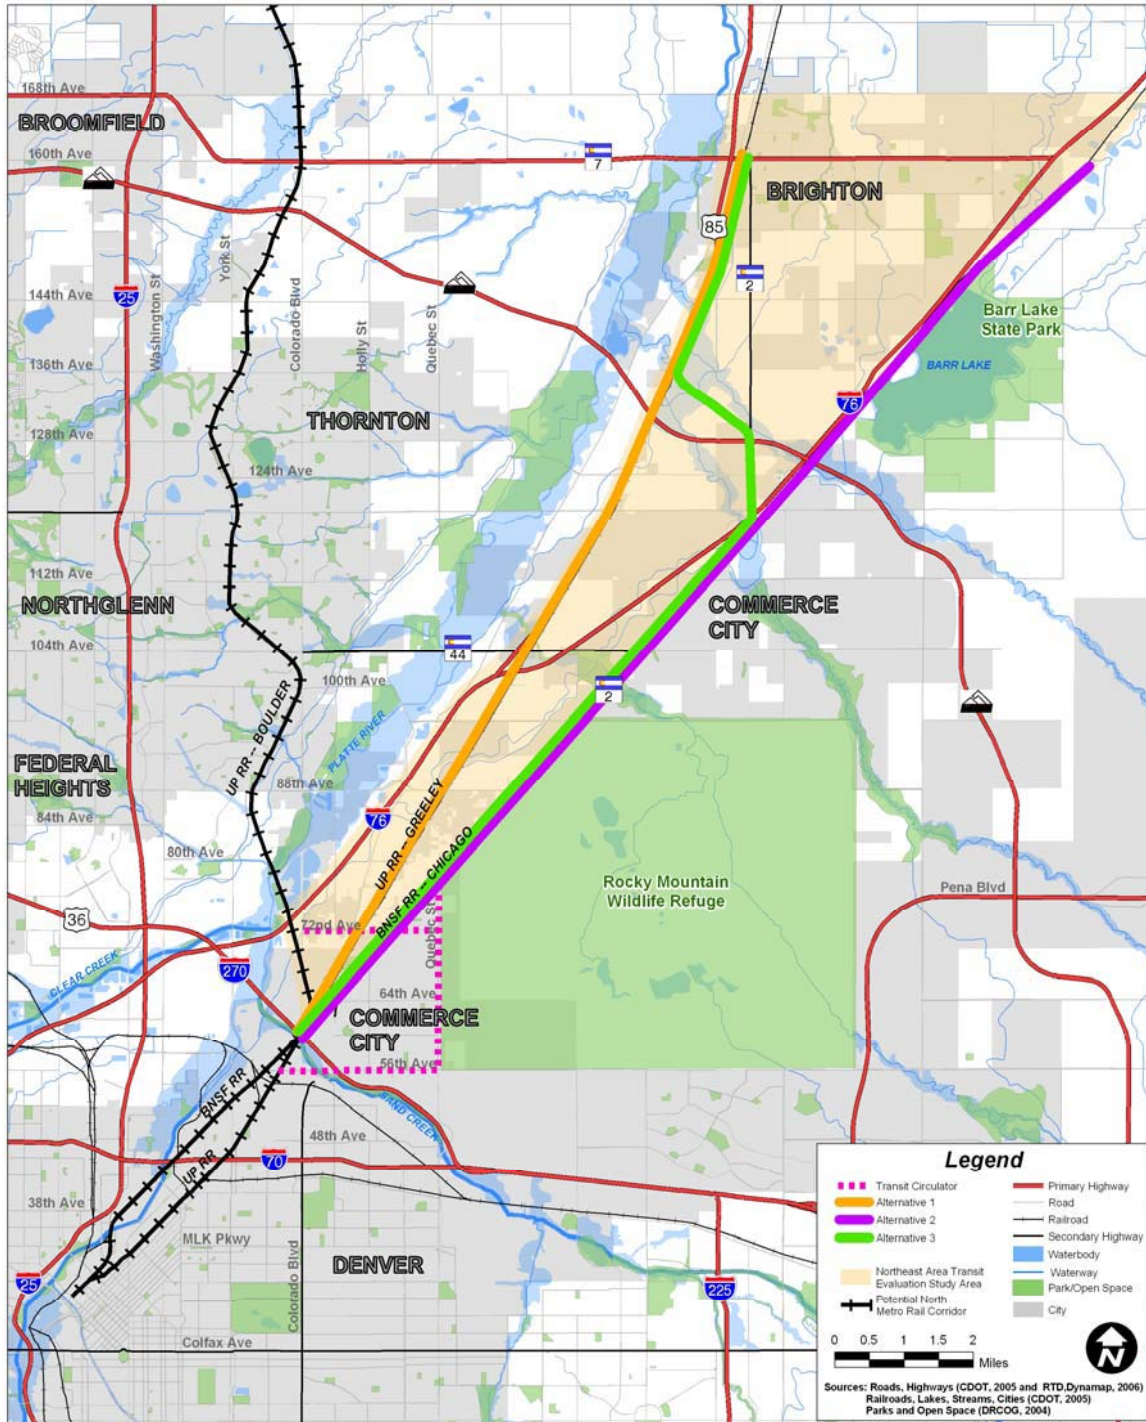 168th Ave
BROOMFIELD
160th Ave
7
BRIGHTON
85
York St
2
Washington St
25
144th Ave
Colorado Blvd
Holly St
Quebec St
Barr Lake
State Park
136th Ave
BARR LAKE
76
THORNTON
128th Ave
124th Ave
112th Ave
NORTHGLENN
COMMERCE
CITY
104th Ave
44
100th Ave
2
UP RR -- BOULDER
PLATTE RIVER
FEDERAL
HEIGHTS
88th Ave
84th Ave
76
UP RR -- GREELEY
80th Ave
BNSF RR -- CHICAGO
Rocky Mountain
Wildlife Refuge
Pena Blvd
36
72nd Ave
Quebec St
CLEAR CREEK
270
64th Ave
COMMERCE
CITY
56th Ave
BNSF RR
SAND CREEK
48th Ave
UP RR
70
38th Ave
MLK Pkwy
DENVER
25
Colorado Blvd
225
Colfax Ave
Legend
Transit Circulator
Alternative 1
Alternative 2
Alternative 3
Northeast Area Transit
Evaluation Study Area
Potential North
Metro Rail Corridor
Primary Highway
Road
Railroad
Secondary Highway
Waterbody
Waterway
Park/Open Space
City
0 0.5 1 1.5 2
Miles
N
Sources: Roads, Highways (CDOT, 2005 and RTD,Dynamap, 2006)
Railroads, Lakes, Streams, Cities (CDOT, 2005)
Parks and Open Space (DRCOG, 2004)